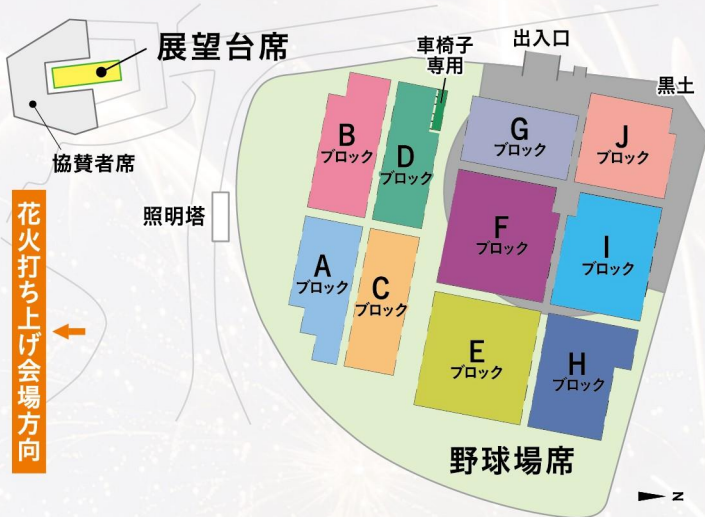 展望台席
協賛者席
車椅子
専用
出入口
黒土
照明塔
花火打ち上げ会場方向
B
ブロック
D
ブロック
G
ブロック
J
ブロック
A
ブロック
C
ブロック
F
ブロック
I
ブロック
E
ブロック
H
ブロック
野球場席
N